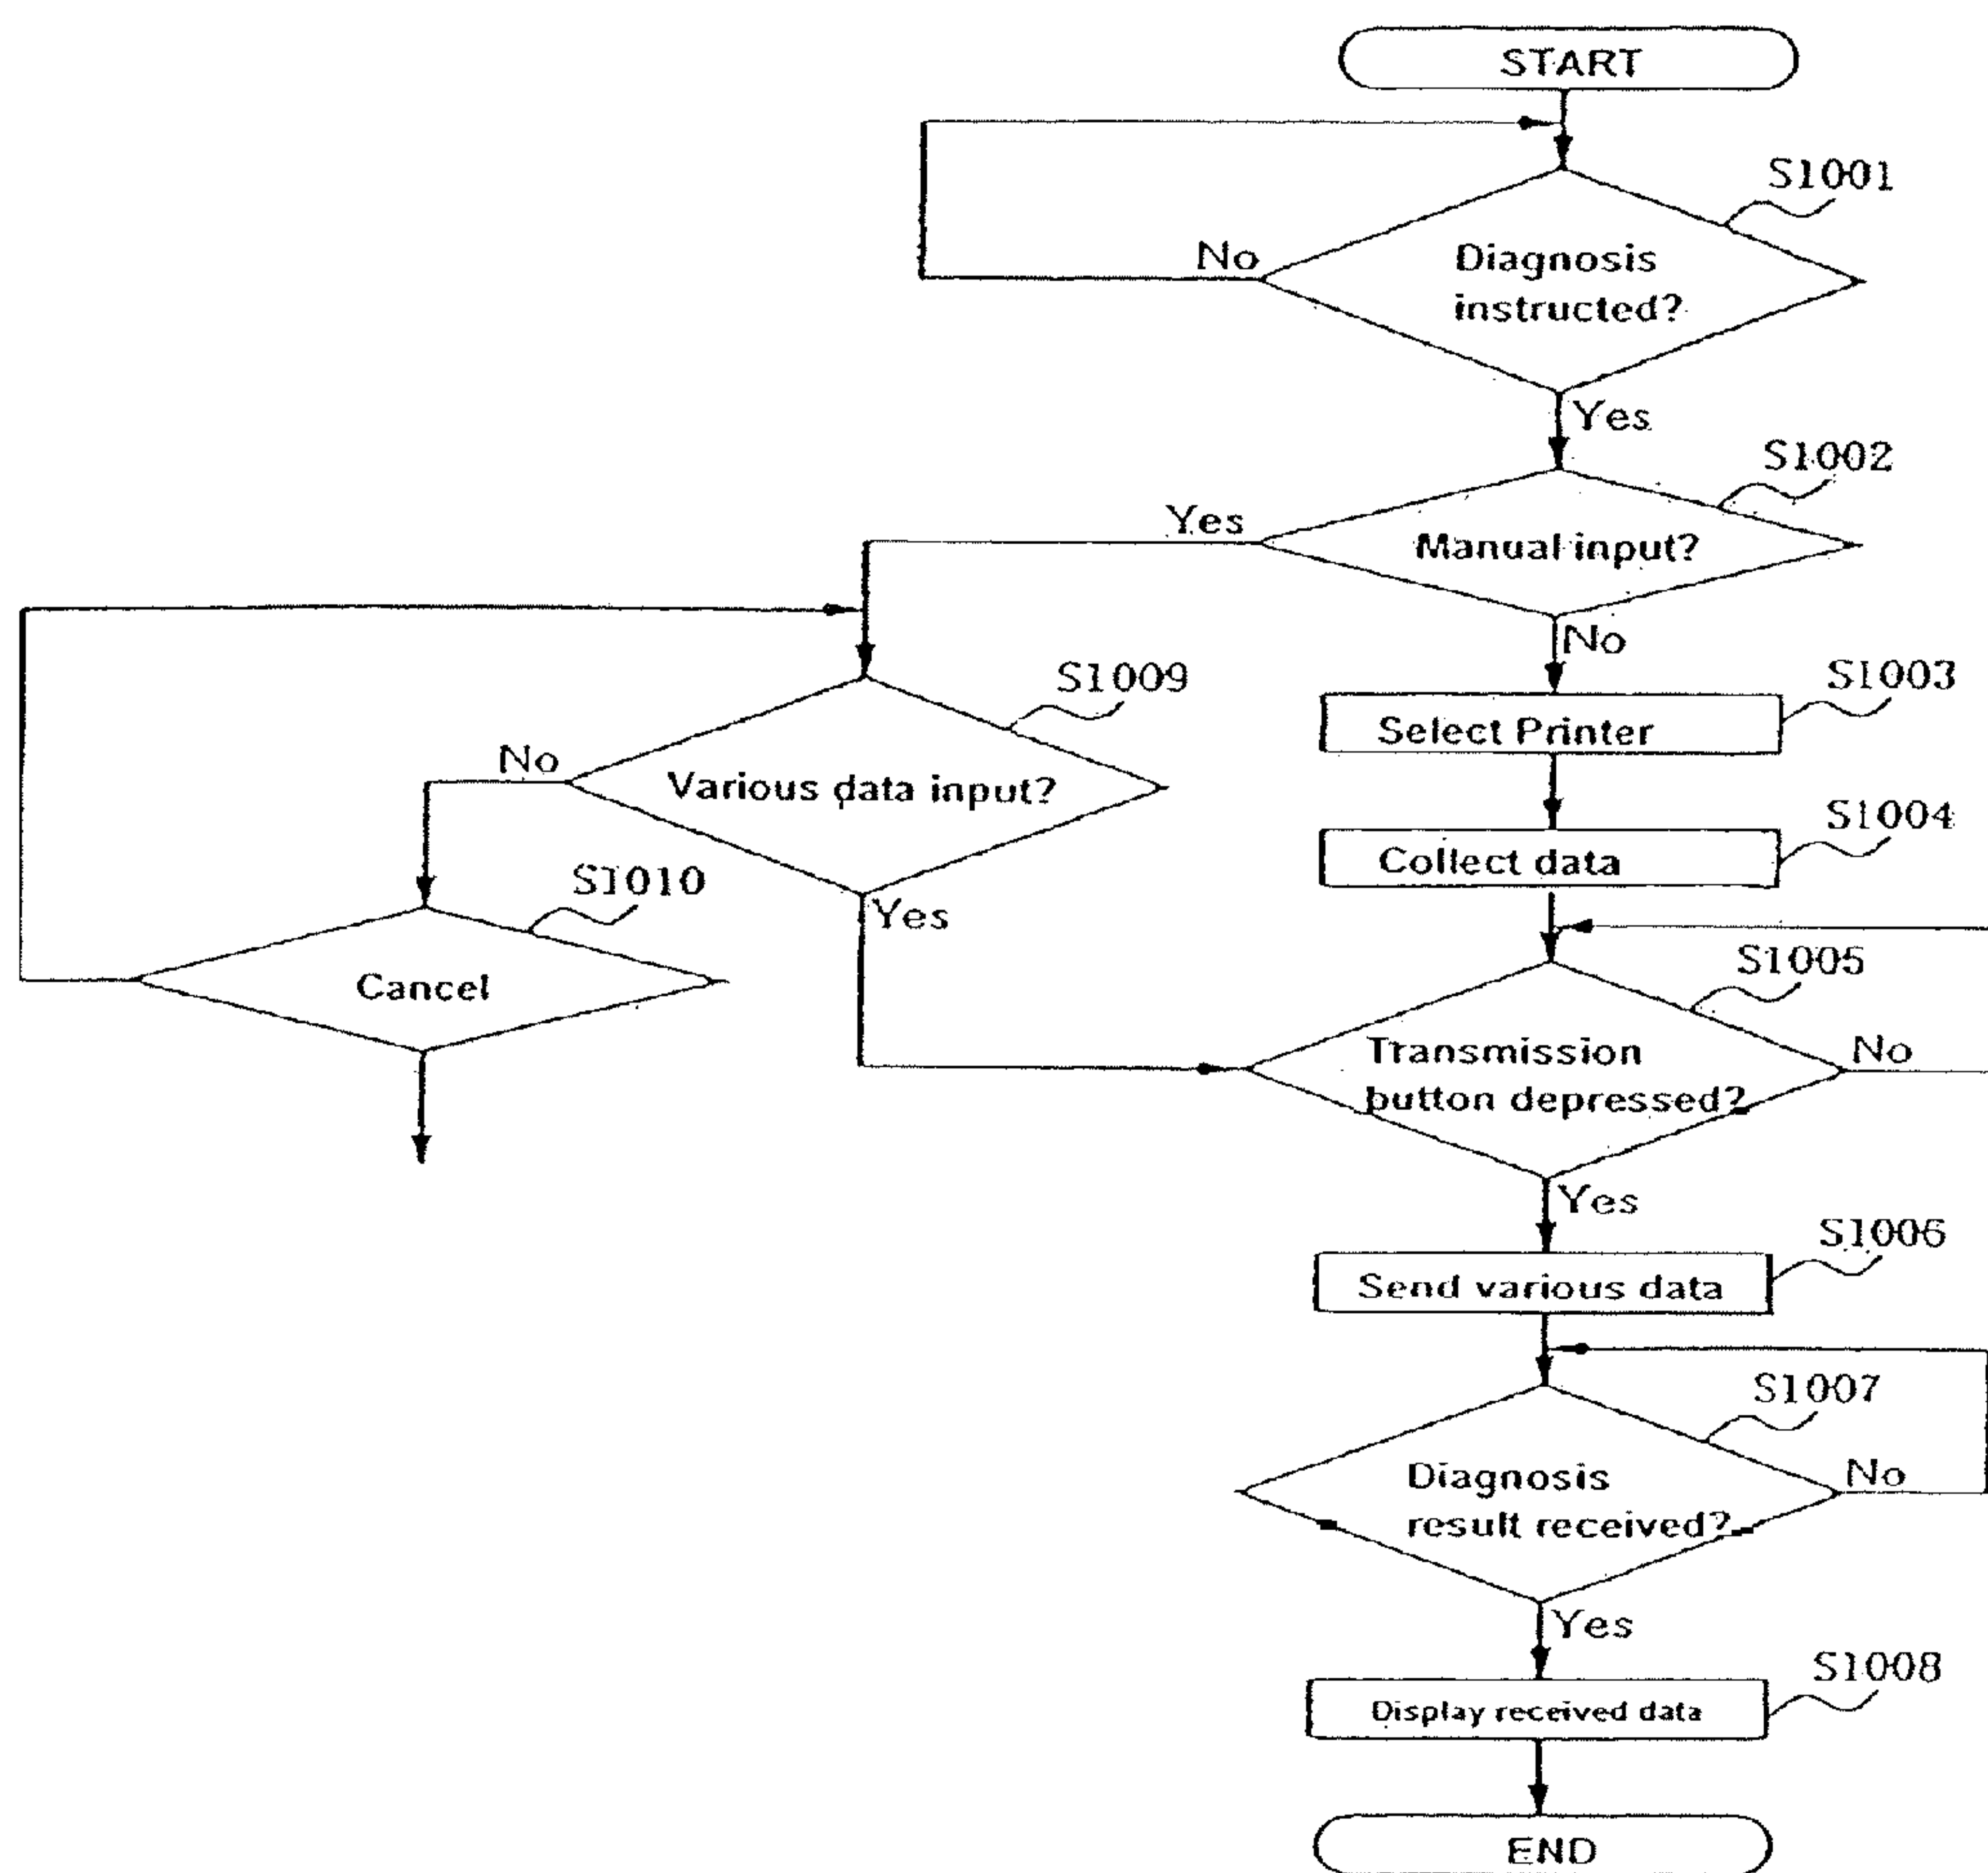 START
S1001
No
Diagnosis
instructed?
Yes
S1002
Yes
Manual input?
No
S1003
Select Printer
S1009
No
Various data input?
S1004
Collect data
S1010
Yes
Cancel
S1005
Transmission
button depressed?
No
Yes
S1006
Send various data
S1007
Diagnosis
result received?
No
Yes
S1008
Display received data
END